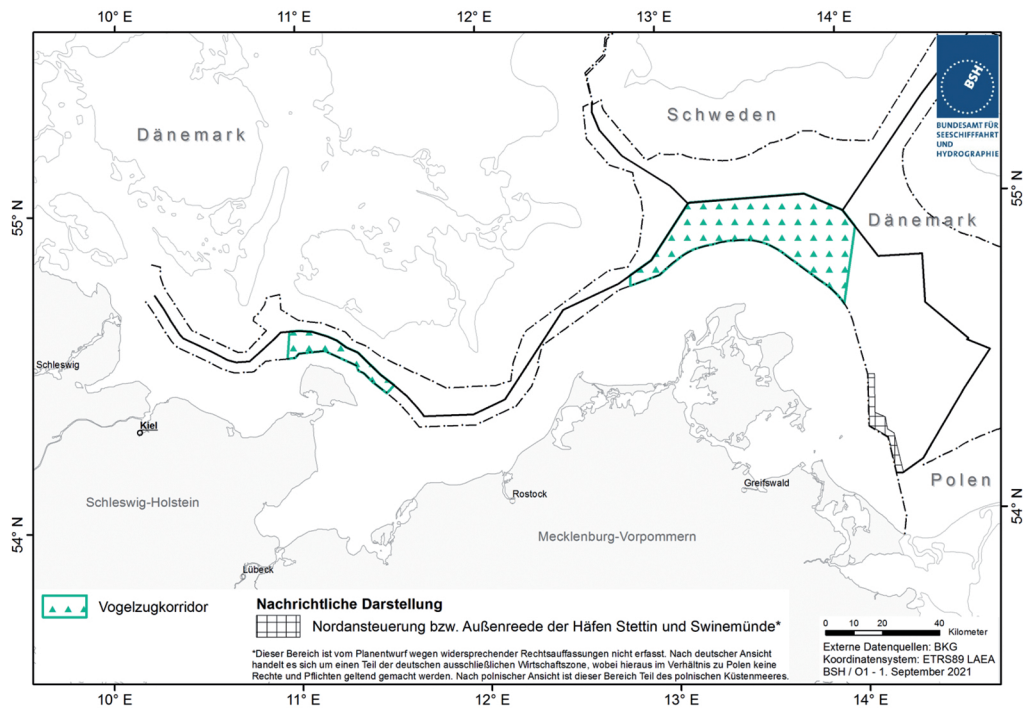 10° E 11° E 12° E 13° E 14° E
BSH
BUNDESAMT FÜR
SEESCHIFFFAHRT
UND
HYDROGRAPHIE
Schweden
Dänemark
55° N
55° N
Dänemark
Schleswig
Kiel
Polen
Greifswald
Rostock
Schleswig-Holstein
54° N
54° N
Mecklenburg-Vorpommern
Lübeck
Vogelzugkorridor
Nachrichtliche Darstellung
Nordansteuerung bzw. Außenreede der Häfen Stettin und Swinemünde*
*Dieser Bereich ist vom Planentwurf wegen widersprechender Rechtsauffassungen nicht erfasst. Nach deutscher Ansicht
handelt es sich um einen Teil der deutschen ausschließlichen Wirtschaftszone, wobei hieraus im Verhältnis zu Polen keine
Rechte und Pflichten geltend gemacht werden. Nach polnischer Ansicht ist dieser Bereich Teil des polnischen Küstenmeeres.
0 10 20 40 Kilometer
Externe Datenquellen: BKG
Koordinatensystem: ETRS89 LAEA
BSH / O1 - 1. September 2021
10° E 11° E 12° E 13° E 14° E